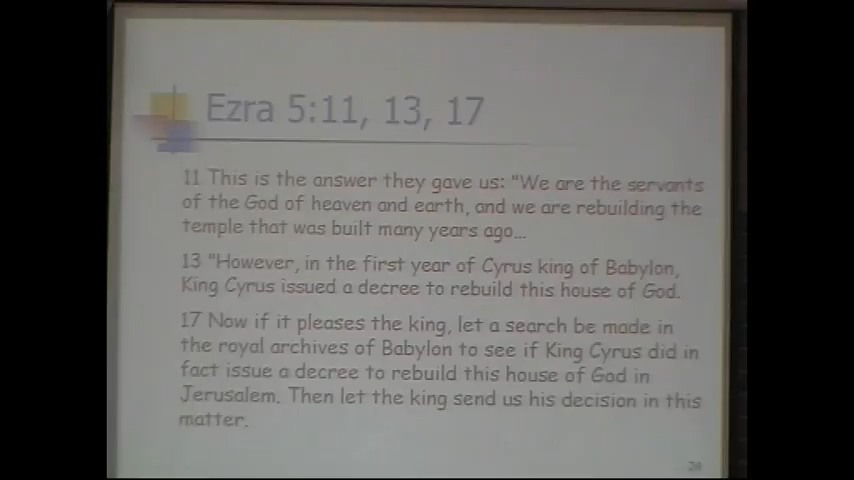 Ezra 5:11, 13, 17
11 This is the answer they gave us: "We are the servants
of the God of heaven and earth, and we are rebuilding the
temple that was built many years ago...
13 "However, in the first year of Cyrus king of Babylon,
King Cyrus issued a decree to rebuild this house of God.
17 Now if it pleases the king, let a search be made in
the royal archives of Babylon to see if King Cyrus did in
fact issue a decree to rebuild this house of God in
Jerusalem. Then let the king send us his decision in this
matter.